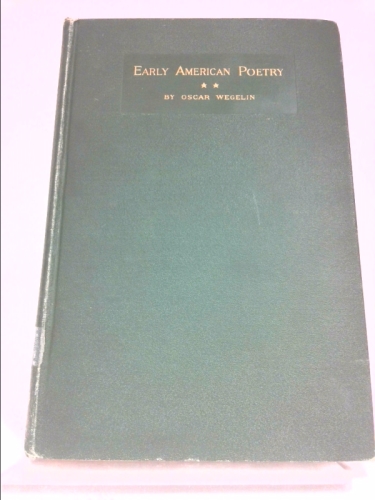 EARLY AMERICAN POETRY
★ ★
BY OSCAR WEGELIN